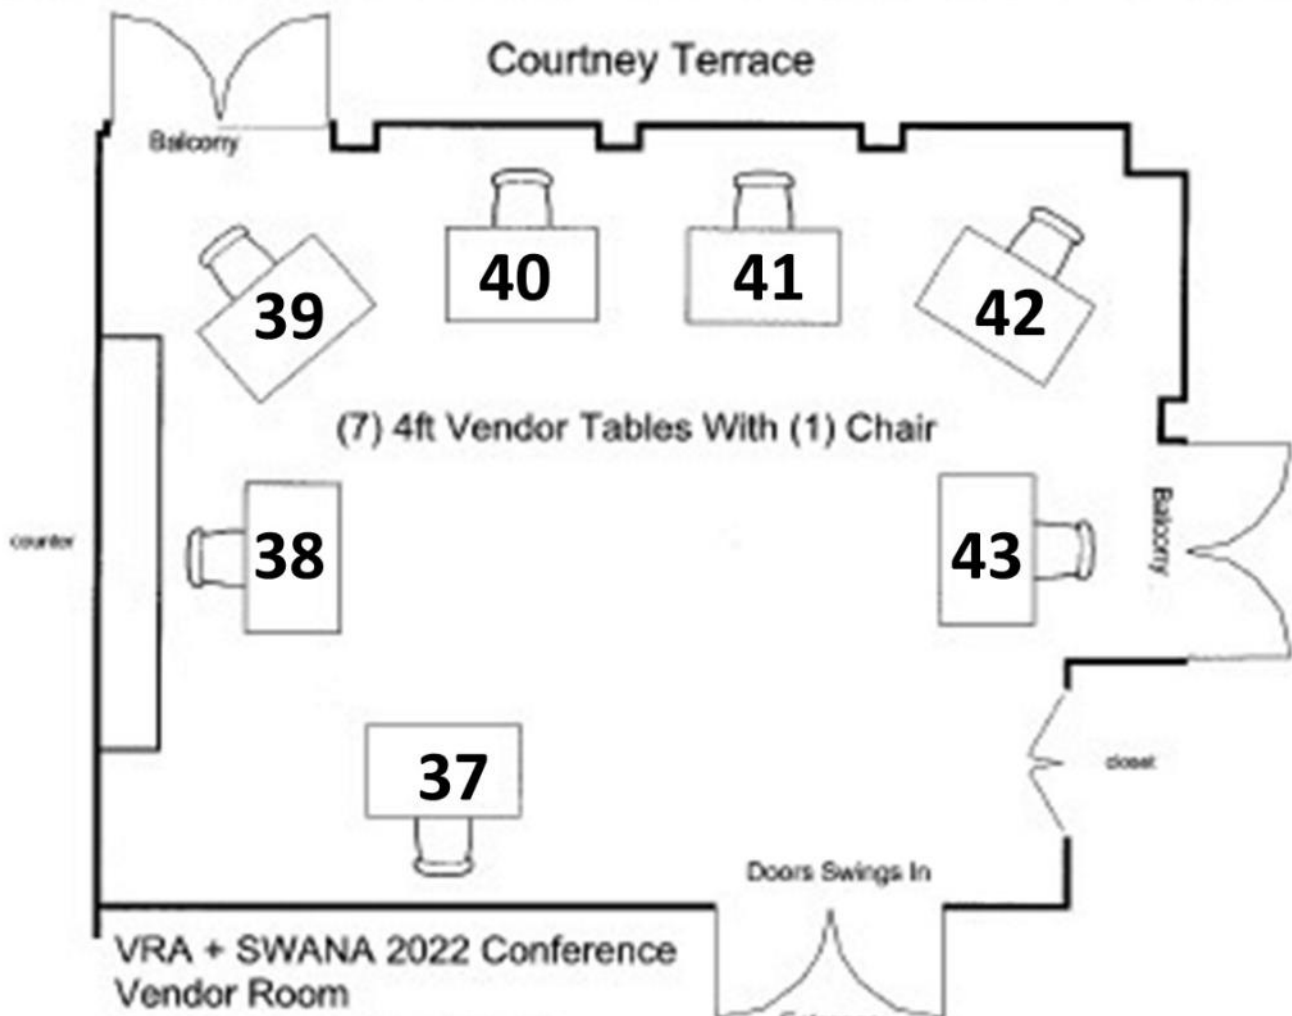 Courtney Terrace
Balcony
40
41
39
42
(7) 4ft Vendor Tables With (1) Chair
counter
38
43
Balcony
37
closet
Doors Swings In
VRA + SWANA 2022 Conference
Vendor Room